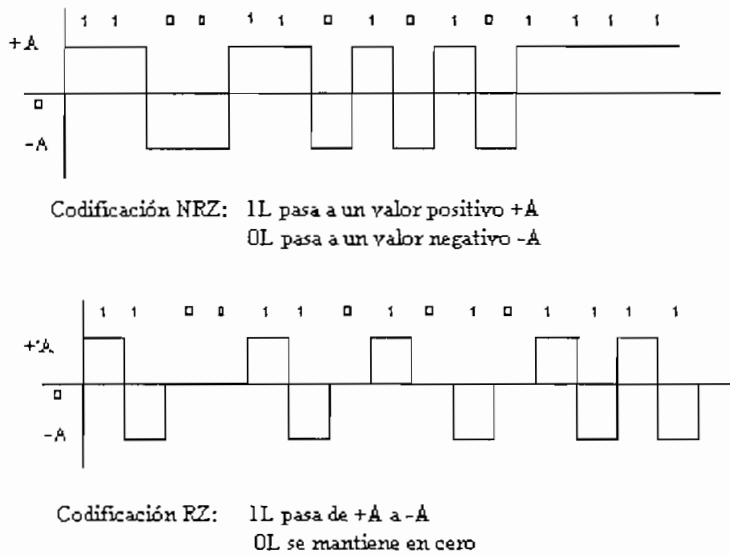 1 1 0 0 1 1 0 1 0 1 0 1 1 1 1
+A
0
-A
Codificación NRZ: 1L pasa a un valor positivo +A
0L pasa a un valor negativo -A
1 1 0 0 1 1 0 1 0 1 0 1 1 1 1
+A
0
-A
Codificación RZ: 1L pasa de +A a -A
0L se mantiene en cero